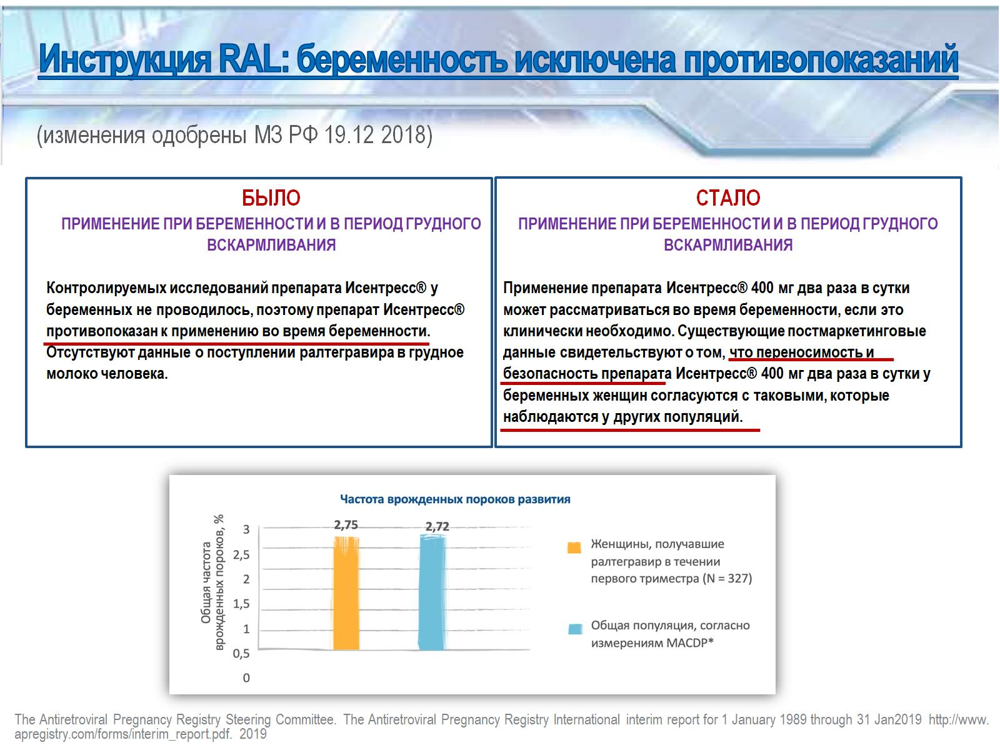 Инструкция RAL: беременность исключена противопоказаний
(изменения одобрены МЗ РФ 19.12 2018)
БЫЛО
ПРИМЕНЕНИЕ ПРИ БЕРЕМЕННОСТИ И В ПЕРИОД ГРУДНОГО
ВСКАРМЛИВАНИЯ
Контролируемых исследований препарата Исентресс® у
беременных не проводилось, поэтому препарат Исентресс®
противопоказан к применению во время беременности.
Отсутствуют данные о поступлении ралтегравира в грудное
молоко человека.
СТАЛО
ПРИМЕНЕНИЕ ПРИ БЕРЕМЕННОСТИ И В ПЕРИОД ГРУДНОГО
ВСКАРМЛИВАНИЯ
Применение препарата Исентресс® 400 мг два раза в сутки
может рассматриваться во время беременности, если это
клинически необходимо. Существующие постмаркетинговые
данные свидетельствуют о том, что переносимость и
безопасность препарата Исентресс® 400 мг два раза в сутки у
беременных женщин согласуются с таковыми, которые
наблюдаются у других популяций.
Частота врожденных пороков развития
Общая частота
врожденных пороков, %
3
2,5
2
1,5
1
0,5
0
2,75
2,72
Женщины, получавшие
ралтегравир в течении
первого триместра (N = 327)
Общая популяция, согласно
измерениям MACDP*
The Antiretroviral Pregnancy Registry Steering Committee. The Antiretroviral Pregnancy Registry International interim report for 1 January 1989 through 31 Jan2019 http://www.
apregistry.com/forms/interim_report.pdf. 2019